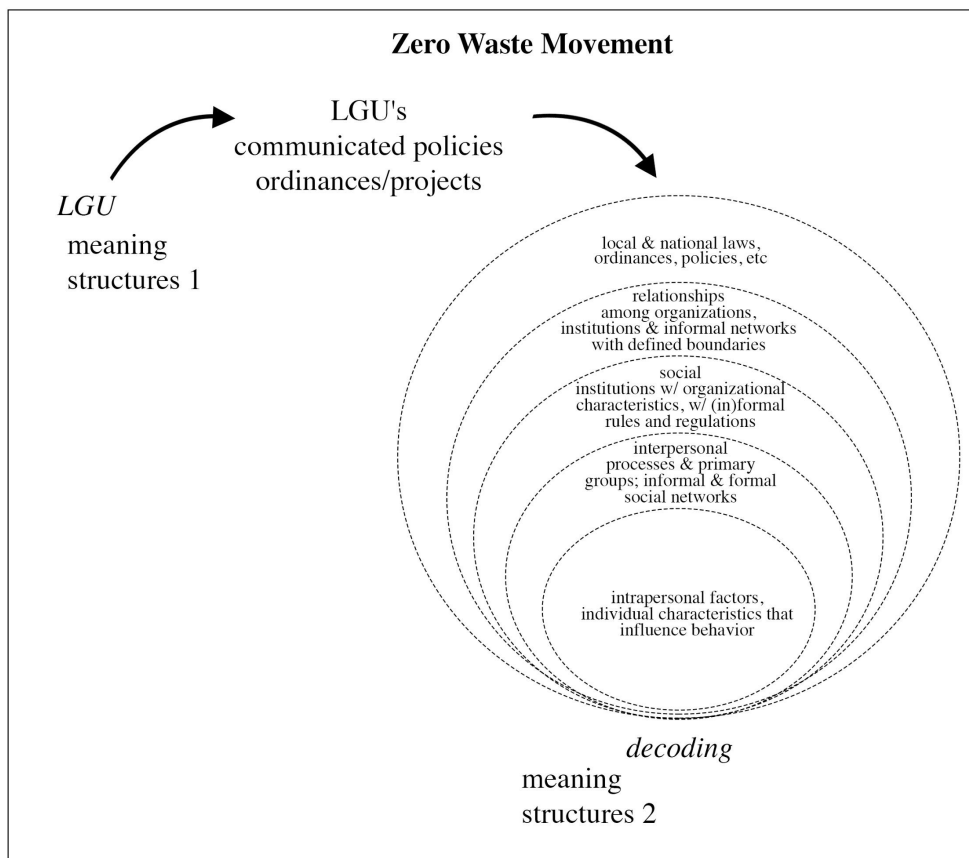 Zero Waste Movement
LGU's
communicated policies
ordinances/projects
LGU
meaning
structures 1
local & national laws,
ordinances, policies, etc
relationships
among organizations,
institutions & informal networks
with defined boundaries
social
institutions w/ organizational
characteristics, w/ (in)formal
rules and regulations
interpersonal
processes & primary
groups; informal & formal
social networks
intrapersonal factors,
individual characteristics that
influence behavior
decoding
meaning
structures 2